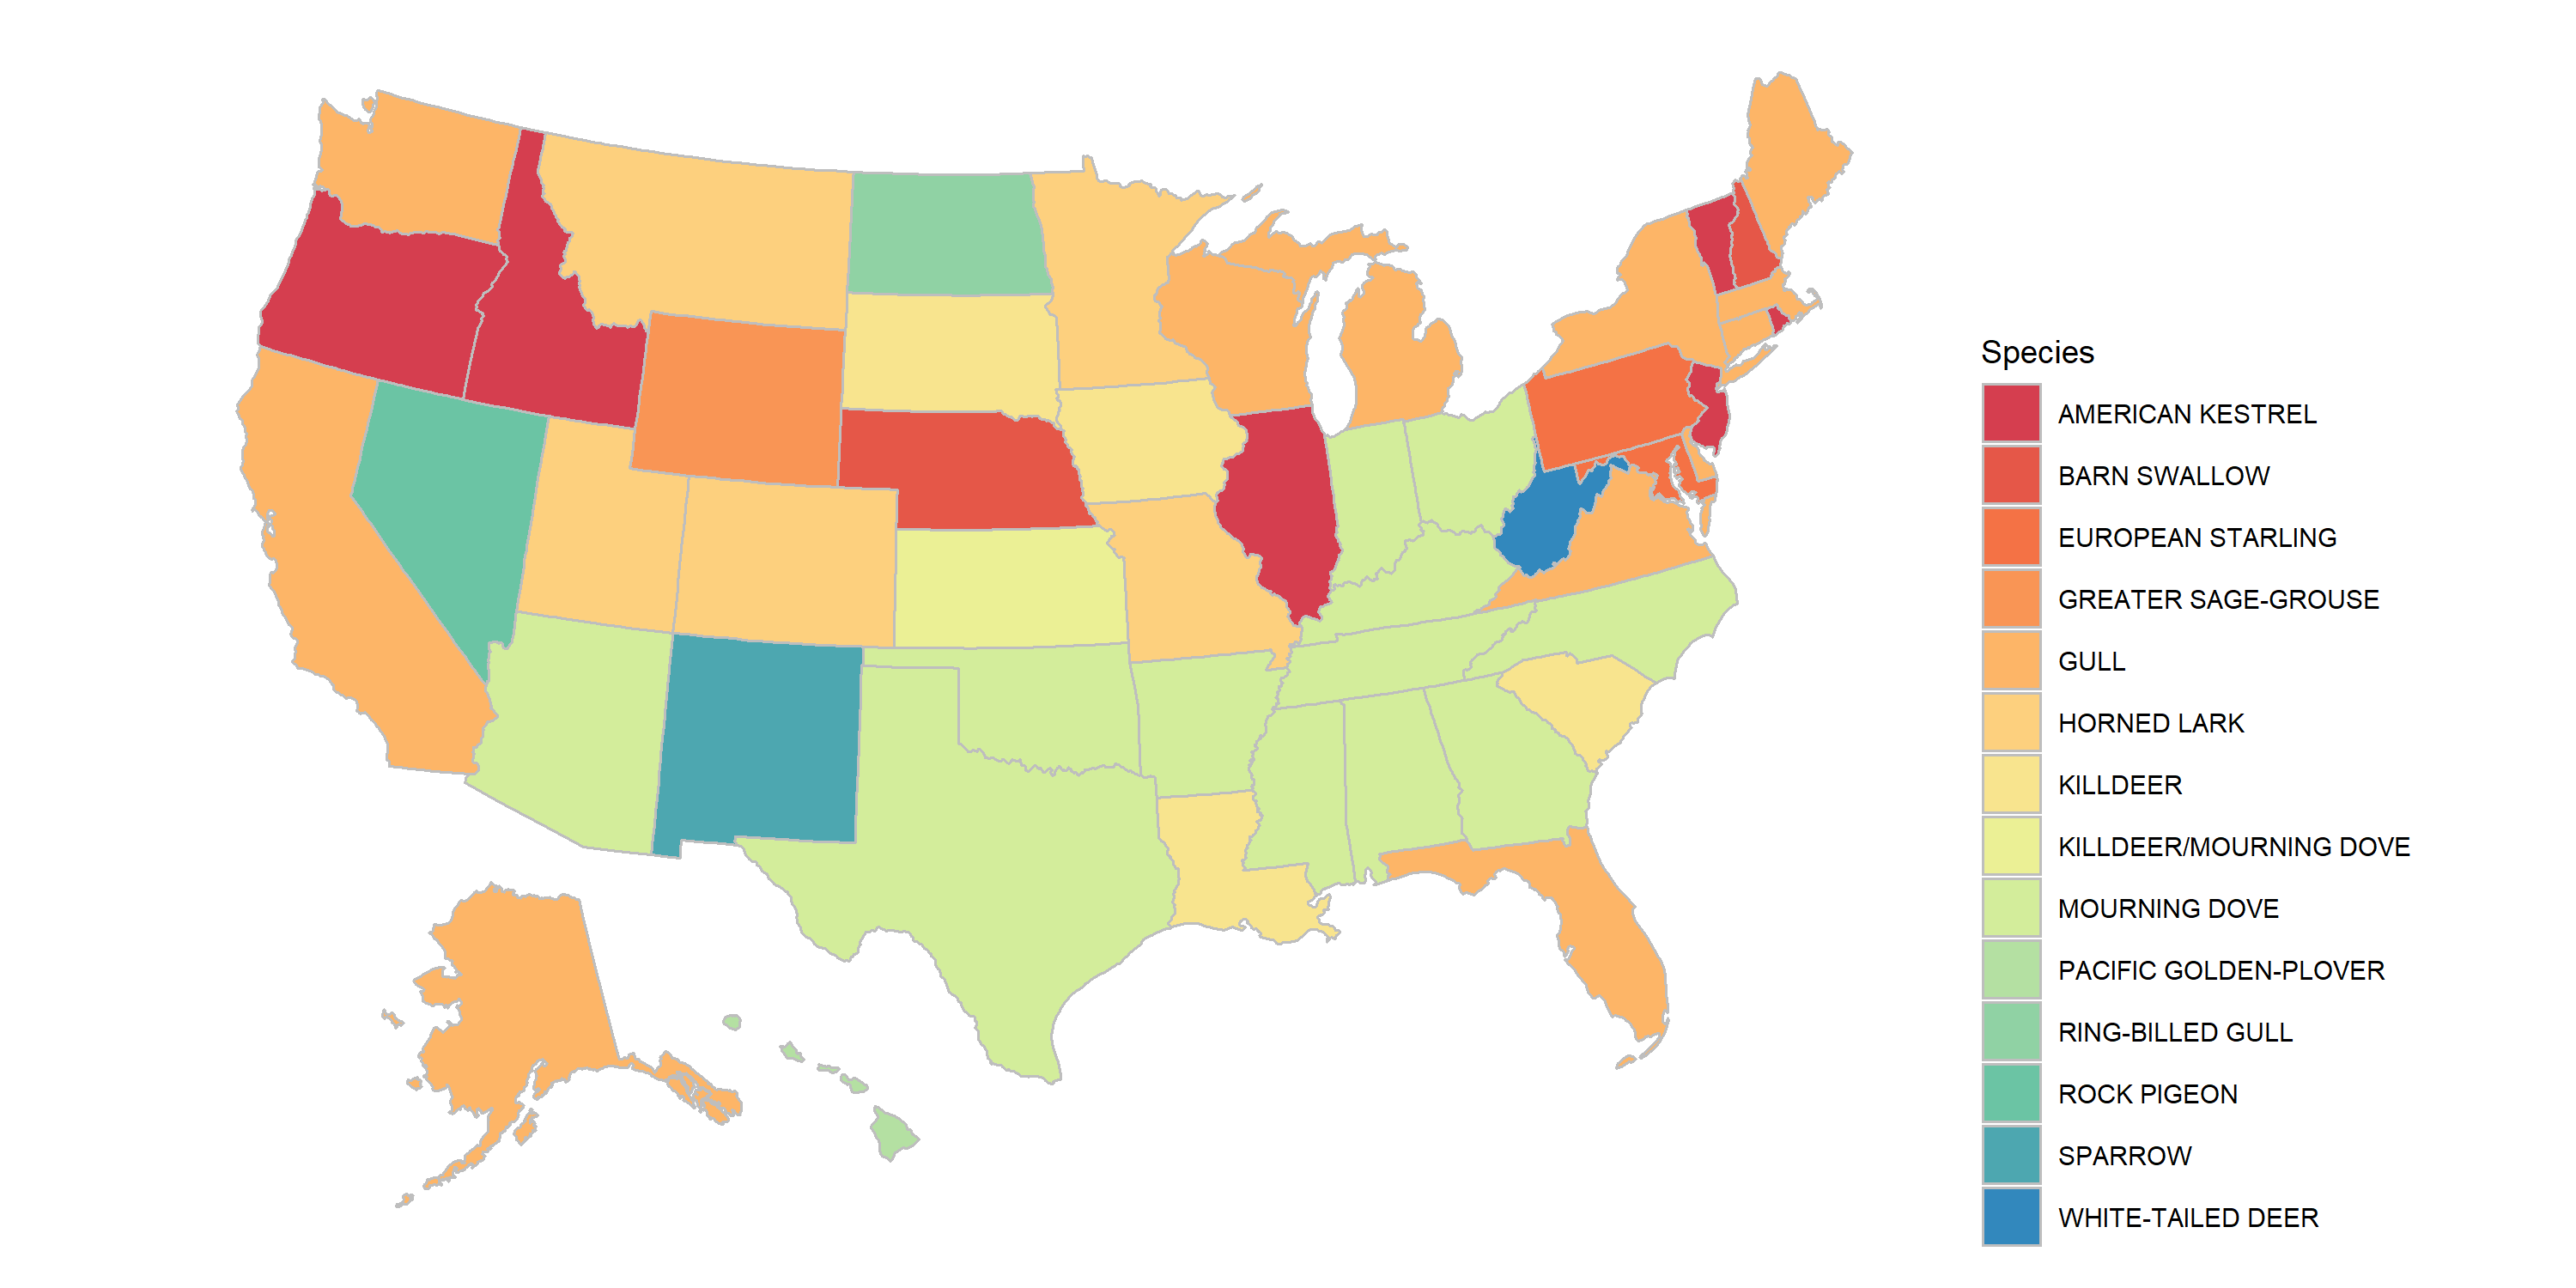 Species
AMERICAN KESTREL
BARN SWALLOW
EUROPEAN STARLING
GREATER SAGE-GROUSE
GULL
HORNED LARK
KILLDEER
KILLDEER/MOURNING DOVE
MOURNING DOVE
PACIFIC GOLDEN-PLOVER
RING-BILLED GULL
ROCK PIGEON
SPARROW
WHITE-TAILED DEER